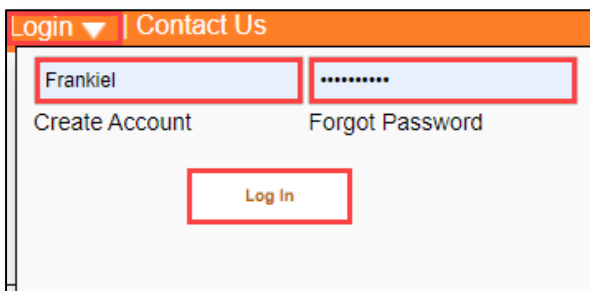 Login ▼ | Contact Us
Frankiel ••••••••••
Create Account Forgot Password
Log In